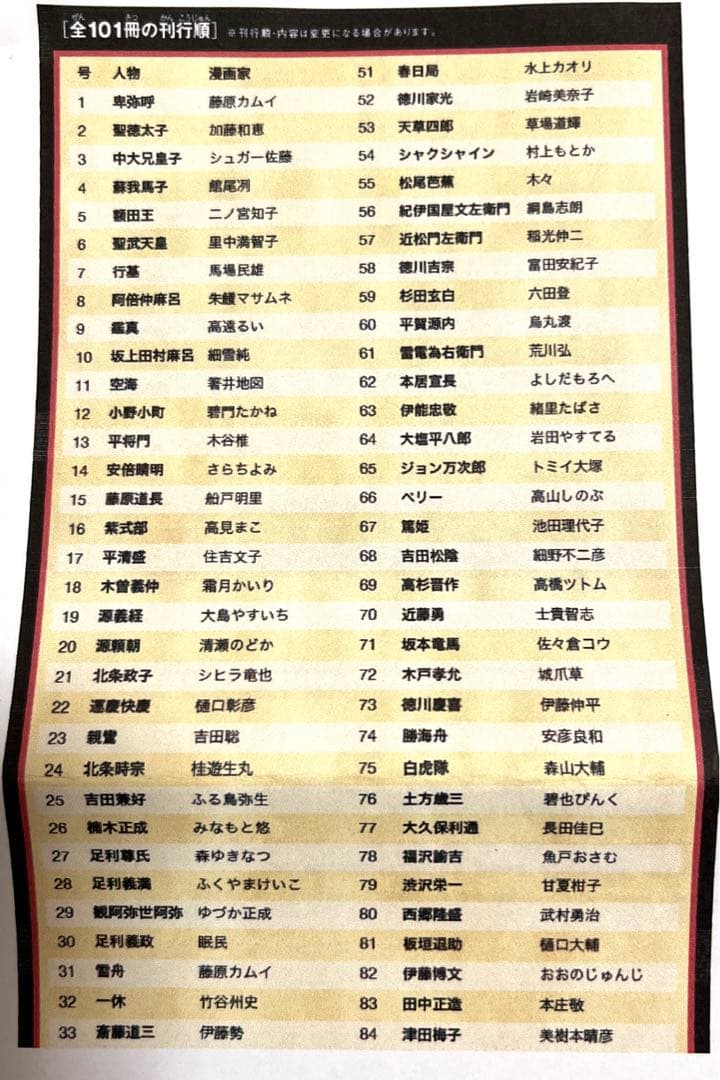 [全101冊の刊行順] ※刊行順・内容は変更になる場合があります。
ぜん さつ かんこうじゅん
号 人物 漫画家
1 卑弥呼 藤原カムイ
2 聖徳太子 加藤和恵
3 中大兄皇子 シュガー佐藤
4 蘇我馬子 館尾冽
5 額田王 二ノ宮知子
6 聖武天皇 里中満智子
7 行基 馬場民雄
8 阿倍仲麻呂 朱鱶マサムネ
9 鑑真 高遠るい
10 坂上田村麻呂 細雪純
11 空海 箸井地図
12 小野小町 碧門たかね
13 平将門 木谷椎
14 安倍晴明 さらちよみ
15 藤原道長 船戸明里
16 紫式部 高見まこ
17 平清盛 住吉文子
18 木曽義仲 霜月かいり
19 源義経 大島やすいち
20 源頼朝 清瀬のどか
21 北条政子 シヒラ竜也
22 運慶快慶 樋口彰彦
23 親鸞 吉田聡
24 北条時宗 桂遊生丸
25 吉田兼好 ふる鳥弥生
26 楠木正成 みなもと悠
27 足利尊氏 森ゆきなつ
28 足利義満 ふくやまけいこ
29 観阿弥世阿弥 ゆづか正成
30 足利義政 眠民
31 雪舟 藤原カムイ
32 一休 竹谷州史
33 斎藤道三 伊藤勢
51 春日局 水上カオリ
52 徳川家光 岩崎美奈子
53 天草四郎 草場道輝
54 シャクシャイン 村上もとか
55 松尾芭蕉 木々
56 紀伊国屋文左衛門 綱島志朗
57 近松門左衛門 稲光伸二
58 徳川吉宗 富田安紀子
59 杉田玄白 六田登
60 平賀源内 烏丸渡
61 雷電為右衛門 荒川弘
62 本居宣長 よしだもろへ
63 伊能忠敬 緒里たばさ
64 大塩平八郎 岩田やすてる
65 ジョン万次郎 トミイ大塚
66 ペリー 高山しのぶ
67 篤姫 池田理代子
68 吉田松陰 細野不二彦
69 高杉晋作 高橋ツトム
70 近藤勇 士貴智志
71 坂本竜馬 佐々倉コウ
72 木戸孝允 城爪草
73 徳川慶喜 伊藤伸平
74 勝海舟 安彦良和
75 白虎隊 森山大輔
76 土方歳三 碧也ぴんく
77 大久保利通 長田佳巳
78 福沢諭吉 魚戸おさむ
79 渋沢栄一 甘夏柑子
80 西郷隆盛 武村勇治
81 板垣退助 樋口大輔
82 伊藤博文 おおのじゅんじ
83 田中正造 本庄敬
84 津田梅子 美樹本晴彦